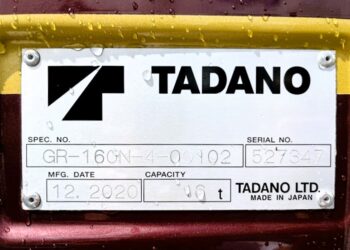 TADANO
SPEC. NO.
SERIAL NO.
GR-160N-4-00102
527347
MFG. DATE
CAPACITY
12. 2020
16 t
TADANO LTD.
MADE IN JAPAN